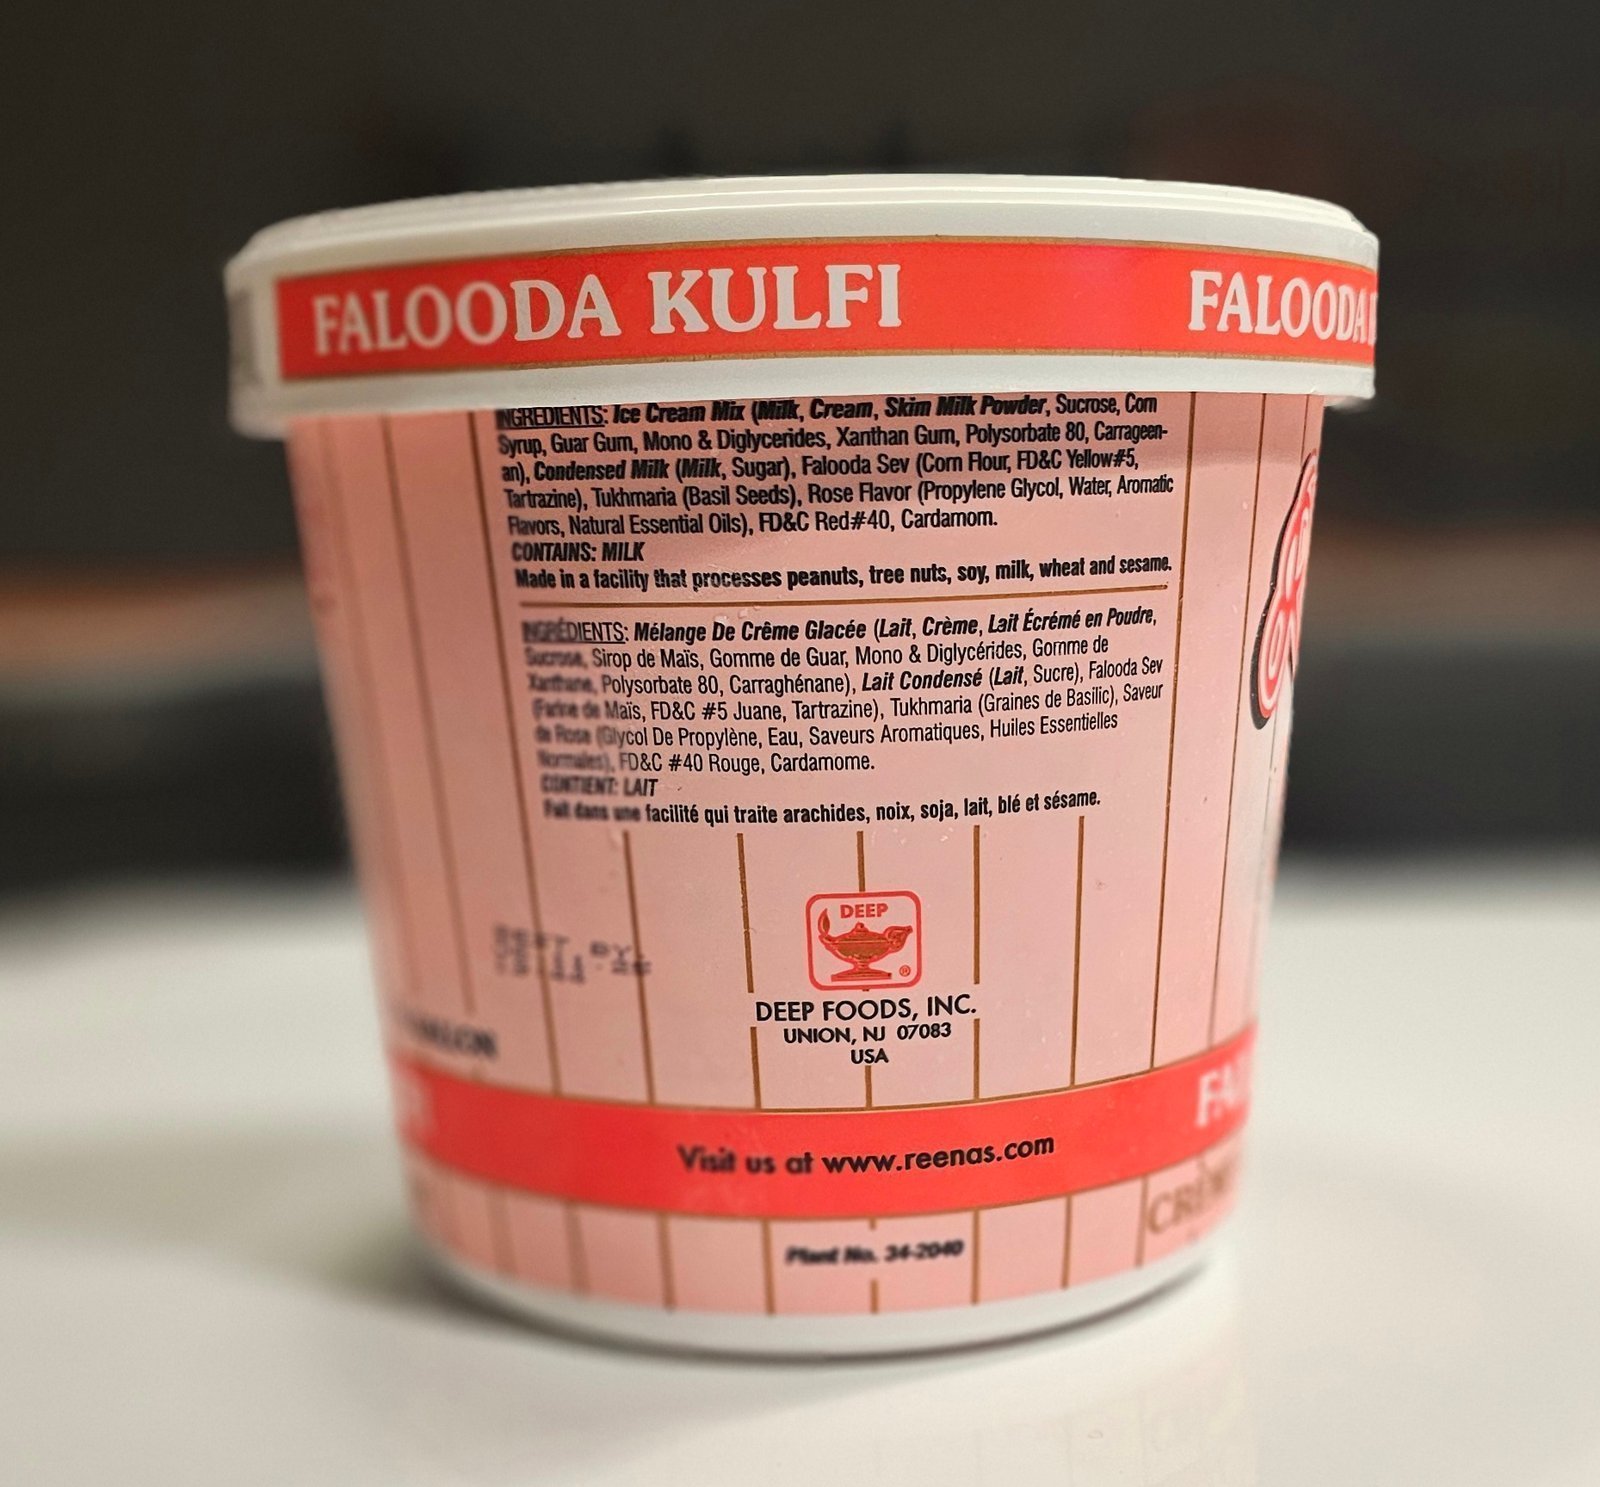 FALOODA KULFI
FALOODA
INGREDIENTS: Ice Cream Mix (Milk, Cream, Skim Milk Powder, Sucrose, Corn
Syrup, Guar Gum, Mono & Diglycerides, Xanthan Gum, Polysorbate 80, Carrageen-
an), Condensed Milk (Milk, Sugar), Falooda Sev (Corn Flour, FD&C Yellow#5,
Tartrazine), Tukhmaria (Basil Seeds), Rose Flavor (Propylene Glycol, Water, Aromatic
Flavors, Natural Essential Oils), FD&C Red#40, Cardamom.
CONTAINS: MILK
Made in a facility that processes peanuts, tree nuts, soy, milk, wheat and sesame.
INGRÉDIENTS: Mélange De Crême Glacée (Lait, Crème, Lait Écrémé en Poudre,
Sucrose, Sirop de Maïs, Gomme de Guar, Mono & Diglycérides, Gomme de
Xanthane, Polysorbate 80, Carraghénane), Lait Condensé (Lait, Sucre), Falooda Sev
(Farine de Maïs, FD&C #5 Juane, Tartrazine), Tukhmaria (Graines de Basilic), Saveur
de Rose (Glycol De Propylène, Eau, Saveurs Aromatiques, Huiles Essentielles
Normales), FD&C #40 Rouge, Cardamome.
CONTIENT: LAIT
Fait dans une facilité qui traite arachides, noix, soja, lait, blé et sésame.
BEST BY
DEEP
®
DEEP FOODS, INC.
UNION, NJ 07083
USA
Visit us at www.reenas.com
Plant No. 34-2040